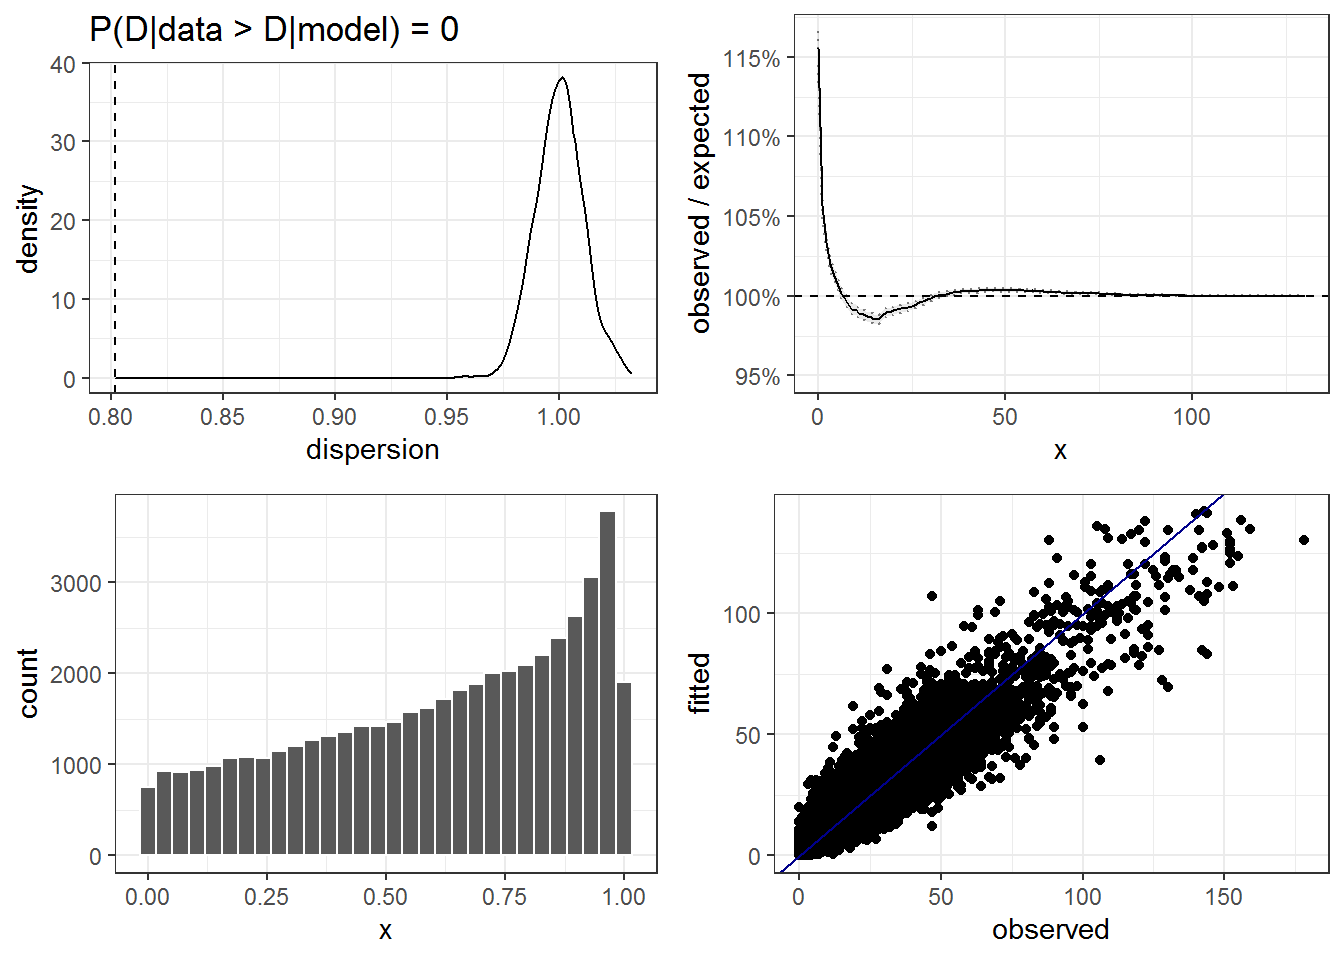 P(D|data > D|model) = 0
density
40
30
20
10
0
0.80 0.85 0.90 0.95 1.00
dispersion
observed / expected
115%
110%
105%
100%
95%
0 50 100
x
count
3000
2000
1000
0
0.00 0.25 0.50 0.75 1.00
x
fitted
100
50
0
0 50 100 150
observed